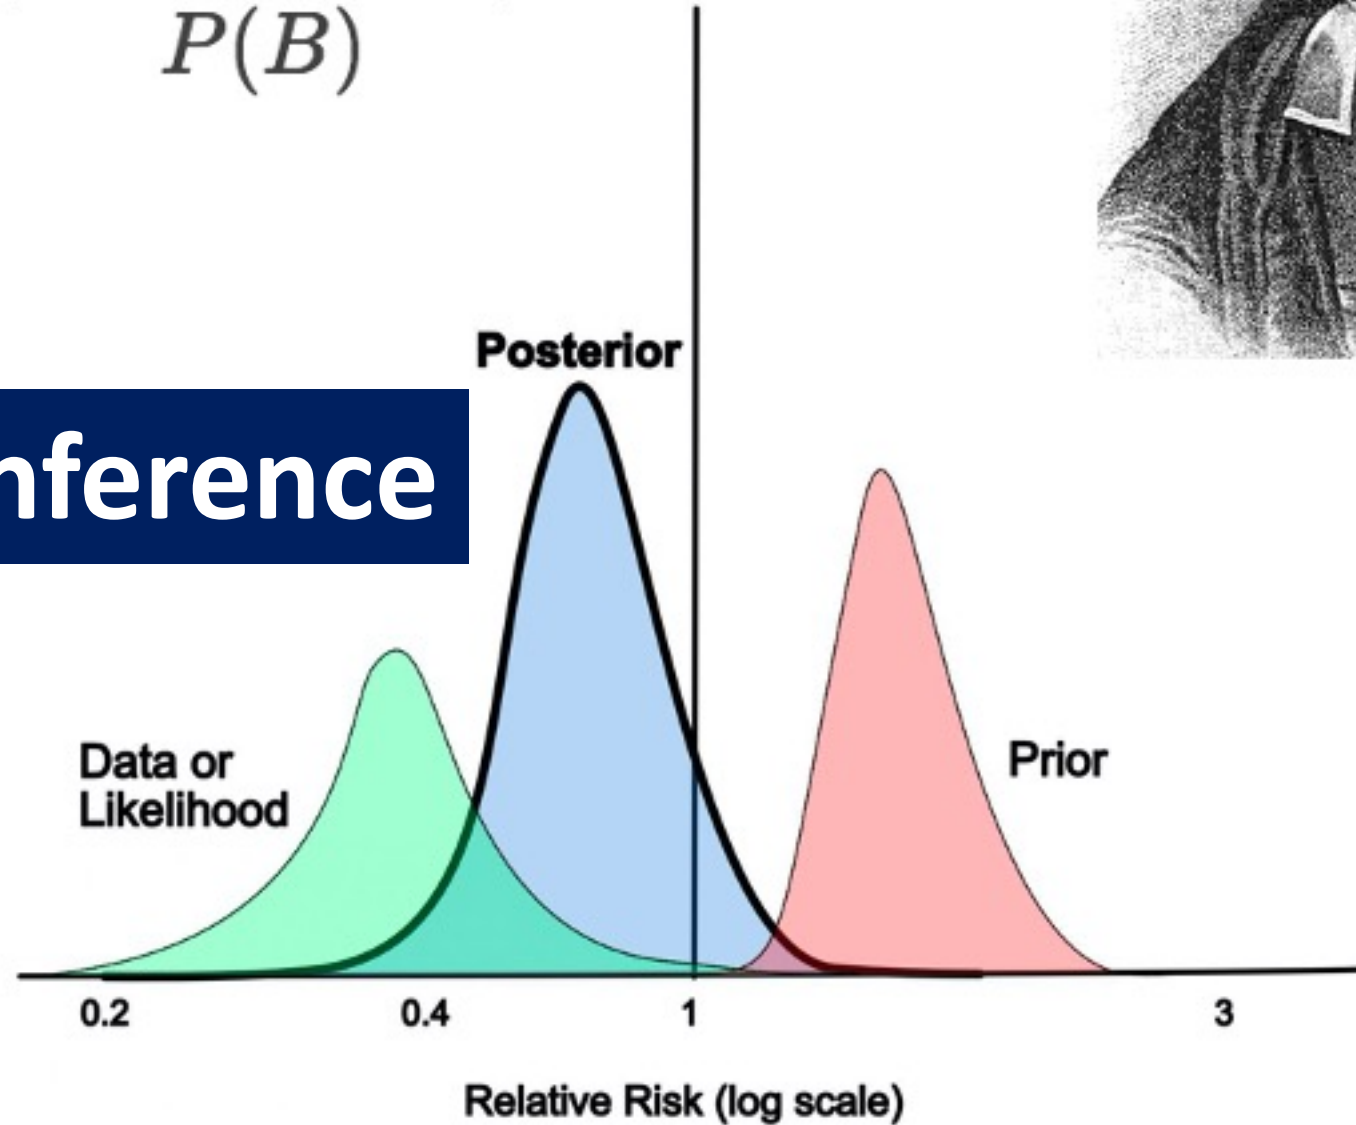 P(B)
Posterior
nference
Data or
Likelihood
Prior
0.2 0.4 1 3
Relative Risk (log scale)